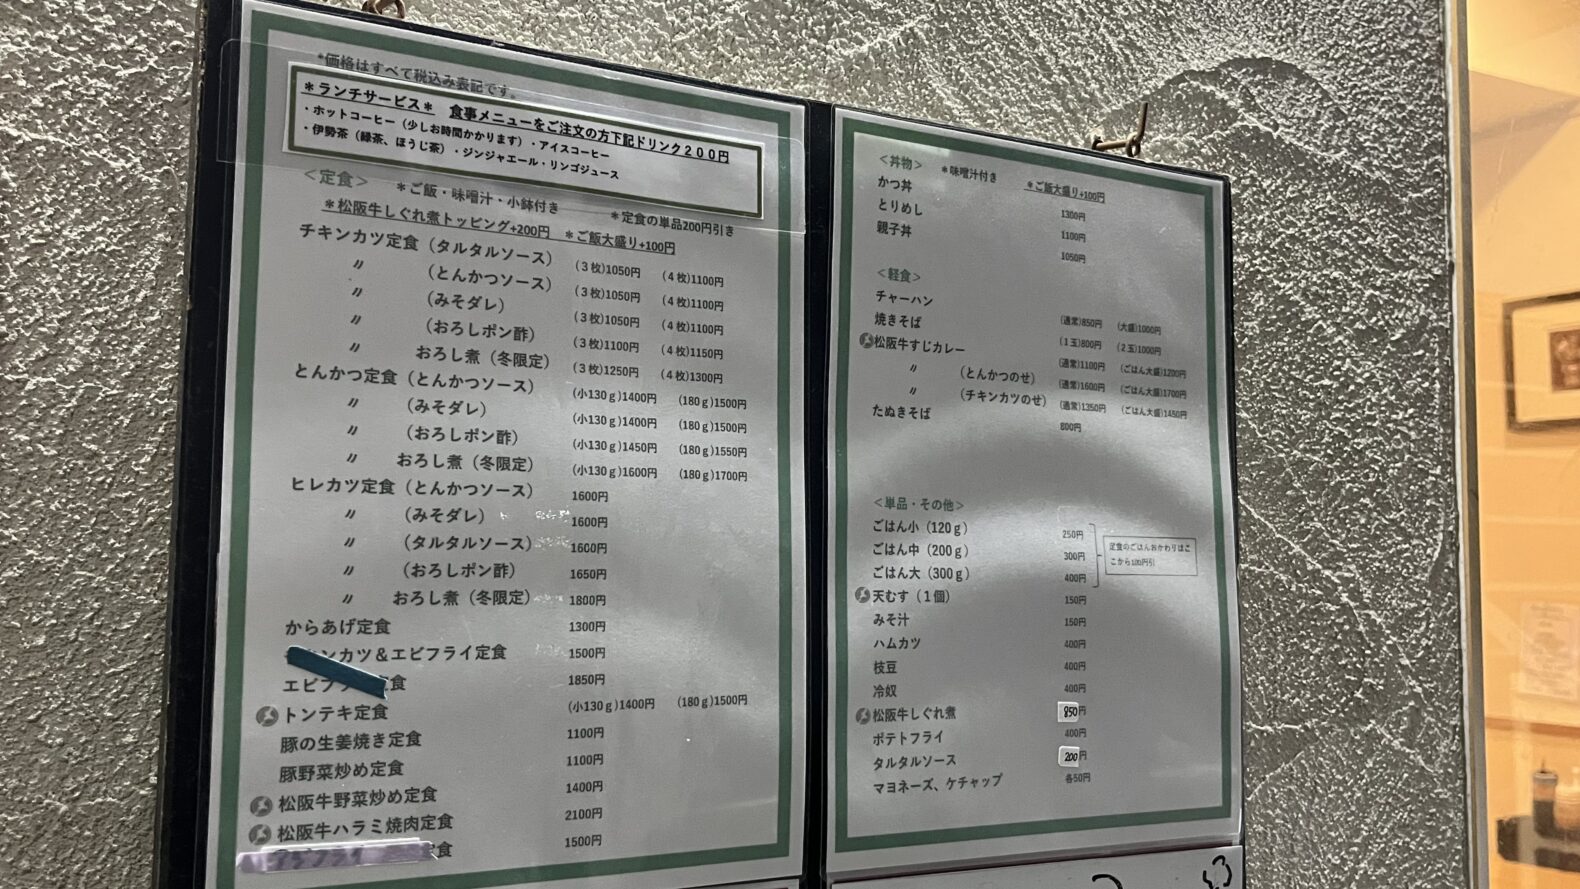 *価格はすべて税込み表記です。
*ランチサービス* 食事メニューをご注文の方下記ドリンク200円
・ホットコーヒー（少しお時間かかります）・アイスコーヒー
・伊勢茶（緑茶、ほうじ茶）・ジンジャエール・リンゴジュース
＜定食＞ *ご飯・味噌汁・小鉢付き *定食の単品200円引き
*松阪牛しぐれ煮トッピング+200円 *ご飯大盛り+100円
チキンカツ定食（タルタルソース） (3枚)1050円 (4枚)1100円
〃 （とんかつソース） (3枚)1050円 (4枚)1100円
〃 （みそダレ） (3枚)1050円 (4枚)1100円
〃 （おろしポン酢） (3枚)1100円 (4枚)1150円
〃 おろし煮（冬限定） (3枚)1250円 (4枚)1300円
とんかつ定食（とんかつソース） (小130ｇ)1400円 (180ｇ)1500円
〃 （みそダレ） (小130ｇ)1400円 (180ｇ)1500円
〃 （おろしポン酢） (小130ｇ)1450円 (180ｇ)1550円
〃 おろし煮（冬限定） (小130ｇ)1600円 (180ｇ)1700円
ヒレカツ定食（とんかつソース） 1600円
〃 （みそダレ） 1600円
〃 （タルタルソース） 1600円
〃 （おろしポン酢） 1650円
〃 おろし煮（冬限定） 1800円
からあげ定食 1300円
ンカツ＆エビフライ定食 1500円
エビフ 定食 1850円
トンテキ定食 (小130ｇ)1400円 (180ｇ)1500円
豚の生姜焼き定食 1100円
豚野菜炒め定食 1100円
松阪牛野菜炒め定食 1400円
松阪牛ハラミ焼肉定食 2100円
定食 1500円
＜丼物＞ *味噌汁付き *ご飯大盛り+100円
かつ丼 1300円
とりめし 1100円
親子丼 1050円
＜軽食＞
チャーハン (通常)850円 (大盛)1000円
焼きそば (1玉)800円 (2玉)1000円
松阪牛すじカレー (通常)1100円 (ごはん大盛)1200円
〃 （とんかつのせ） (通常)1600円 (ごはん大盛)1700円
〃 （チキンカツのせ） (通常)1350円 (ごはん大盛)1450円
たぬきそば 800円
＜単品・その他＞
ごはん小（120ｇ） 250円
ごはん中（200ｇ） 300円
ごはん大（300ｇ） 400円
定食のごはんおかわりはこ
こから100円引
天むす（1個） 150円
みそ汁 150円
ハムカツ 400円
枝豆 400円
冷奴 400円
松阪牛しぐれ煮 850円
ポテトフライ 400円
タルタルソース 200円
マヨネーズ、ケチャップ 各50円